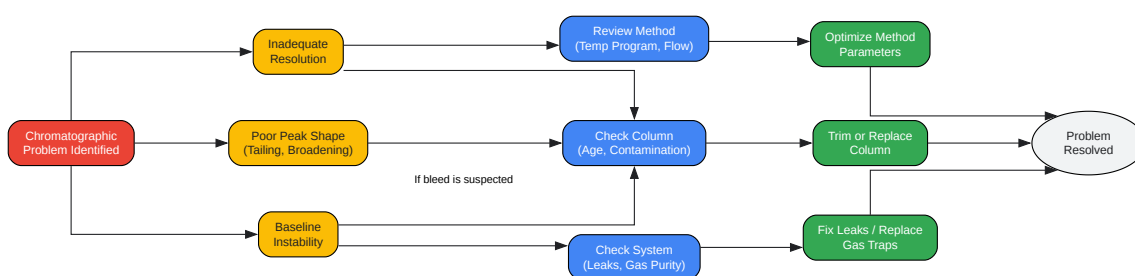 Inadequate
Resolution
Review Method
(Temp Program, Flow)
Optimize Method
Parameters
Chromatographic
Problem Identified
Poor Peak Shape
(Tailing, Broadening)
Check Column
(Age, Contamination)
Trim or Replace
Column
Problem
Resolved
If bleed is suspected
Baseline
Instability
Check System
(Leaks, Gas Purity)
Fix Leaks / Replace
Gas Traps